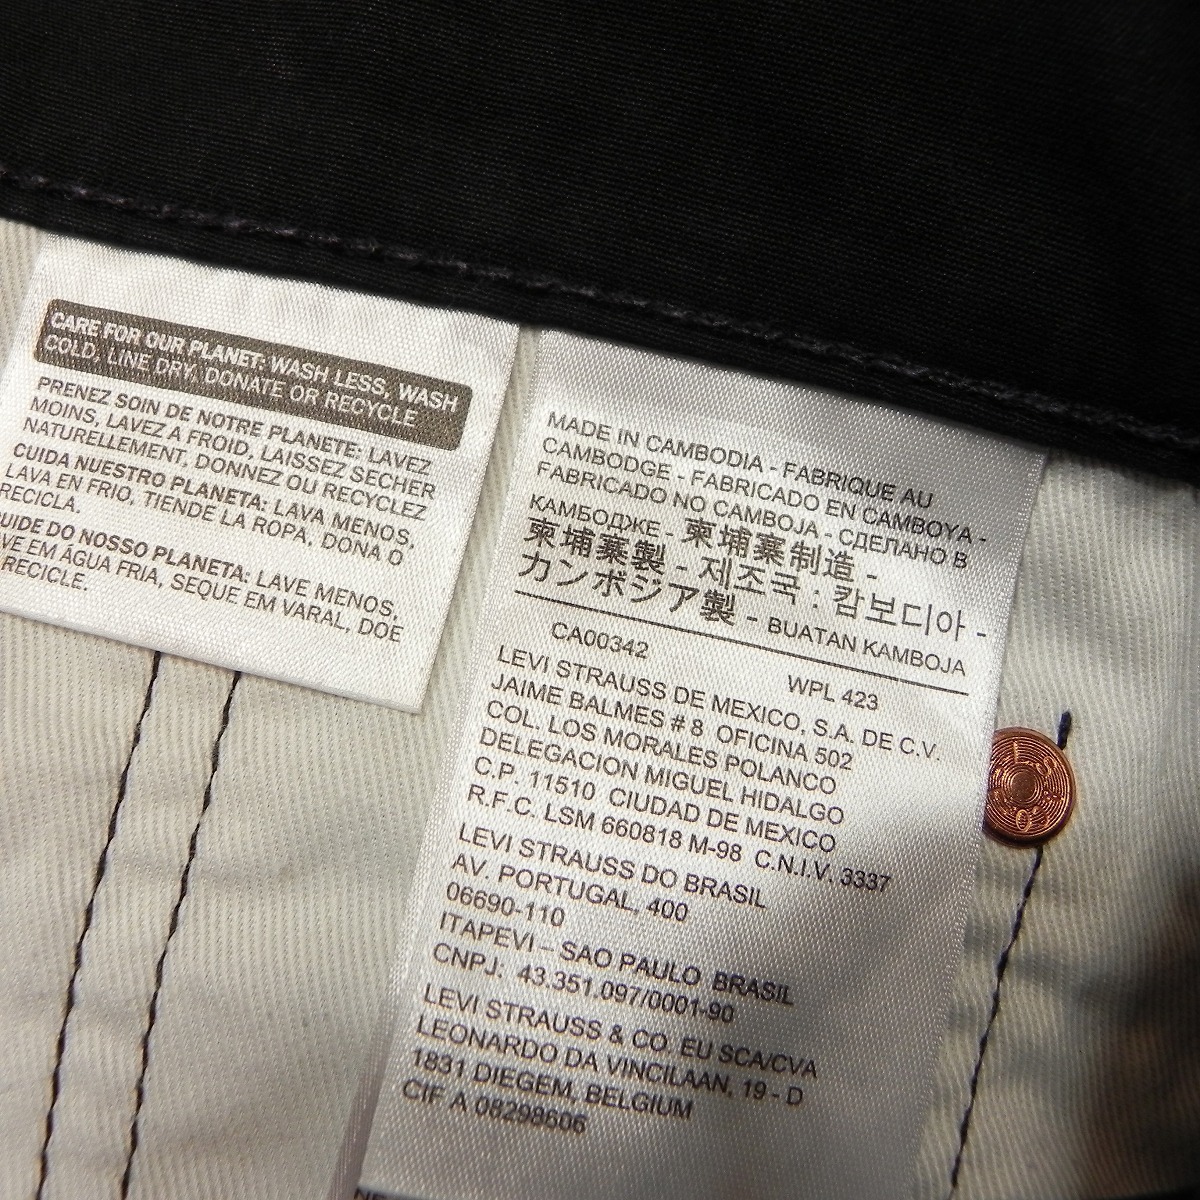 CARE FOR OUR PLANET: WASH LESS, WASH
COLD, LINE DRY, DONATE OR RECYCLE
PRENEZ SOIN DE NOTRE PLANETE: LAVEZ
MOINS, LAVEZ A FROID, LAISSEZ SECHER
NATURELLEMENT, DONNEZ OU RECYCLEZ
CUIDA NUESTRO PLANETA: LAVA MENOS,
LAVA EN FRIO, TIENDE LA ROPA, DONA O
RECICLA.
UIDE DO NOSSO PLANETA: LAVE MENOS,
VE EM ÁGUA FRIA, SEQUE EM VARAL, DOE
RECICLE.
MADE IN CAMBODIA - FABRIQUE AU
CAMBODGE - FABRICADO EN CAMBOYA -
FABRICADO NO CAMBOJA - СДЕЛАНО В
КАМБОДЖЕ - 柬埔寨制造 -
柬埔寨製 - 제조국 : 캄보디아 -
カンボジア製 - BUATAN KAMBOJA
CA00342 WPL 423
LEVI STRAUSS DE MEXICO, S.A. DE C.V.
JAIME BALMES # 8 OFICINA 502
COL. LOS MORALES POLANCO
DELEGACION MIGUEL HIDALGO
C.P. 11510 CIUDAD DE MEXICO
R.F.C. LSM 660818 M-98 C.N.I.V. 3337
LEVI STRAUSS DO BRASIL
AV. PORTUGAL, 400
06690-110
ITAPEVI – SAO PAULO BRASIL
CNPJ: 43.351.097/0001-90
LEVI STRAUSS & CO. EU SCA/CVA
LEONARDO DA VINCILAAN, 19 - D
1831 DIEGEM, BELGIUM
CIF A 08298606